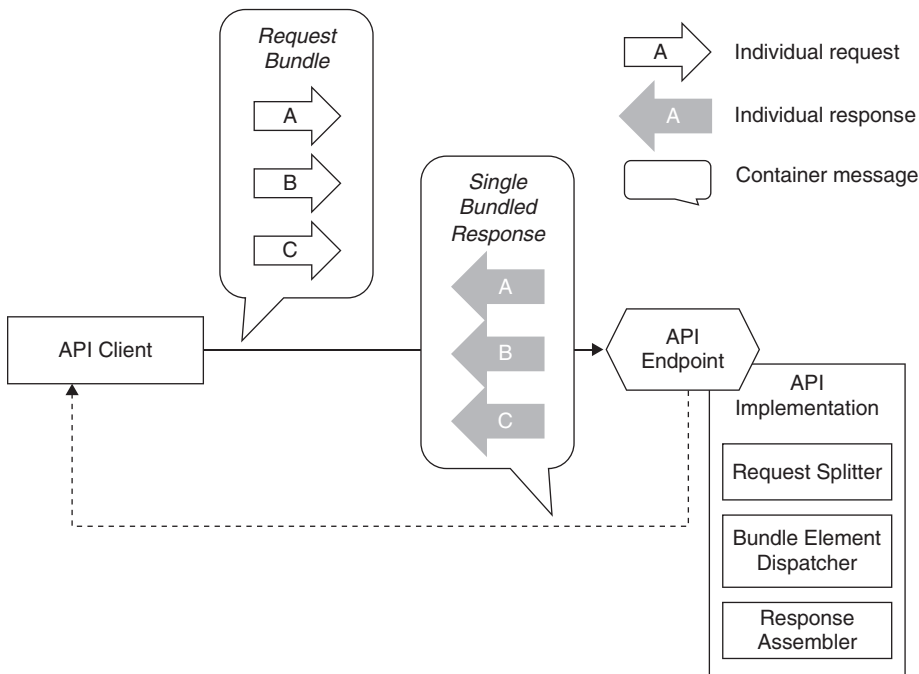 Request
Bundle
A
B
C
Single
Bundled
Response
A
B
C
A
Individual request
A
Individual response
Container message
API Client
API
Endpoint
API
Implementation
Request Splitter
Bundle Element
Dispatcher
Response
Assembler